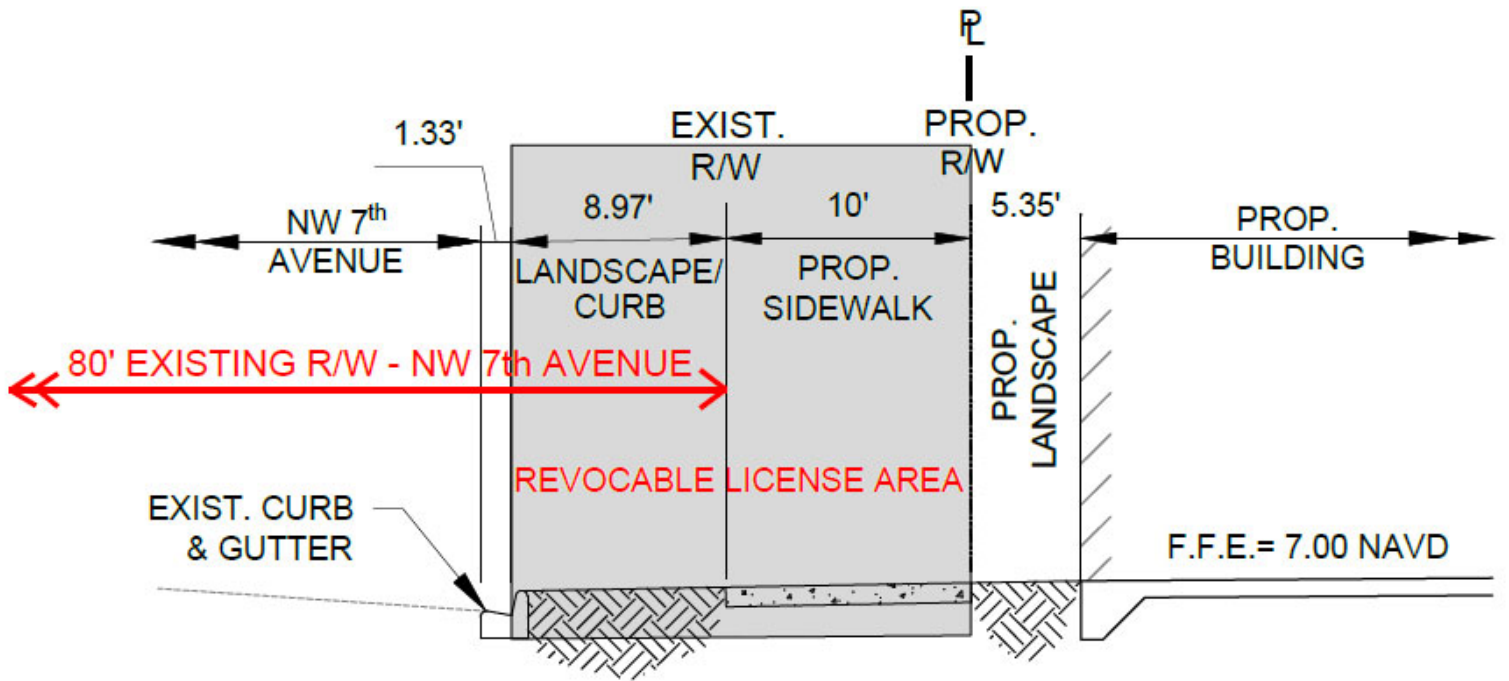 PL
EXIST.
R/W
PROP.
R/W
1.33'
8.97'
10'
5.35'
NW 7th
AVENUE
LANDSCAPE/
CURB
PROP.
SIDEWALK
PROP.
LANDSCAPE
PROP.
BUILDING
80' EXISTING R/W - NW 7th AVENUE
REVOCABLE LICENSE AREA
EXIST. CURB
& GUTTER
F.F.E.= 7.00 NAVD